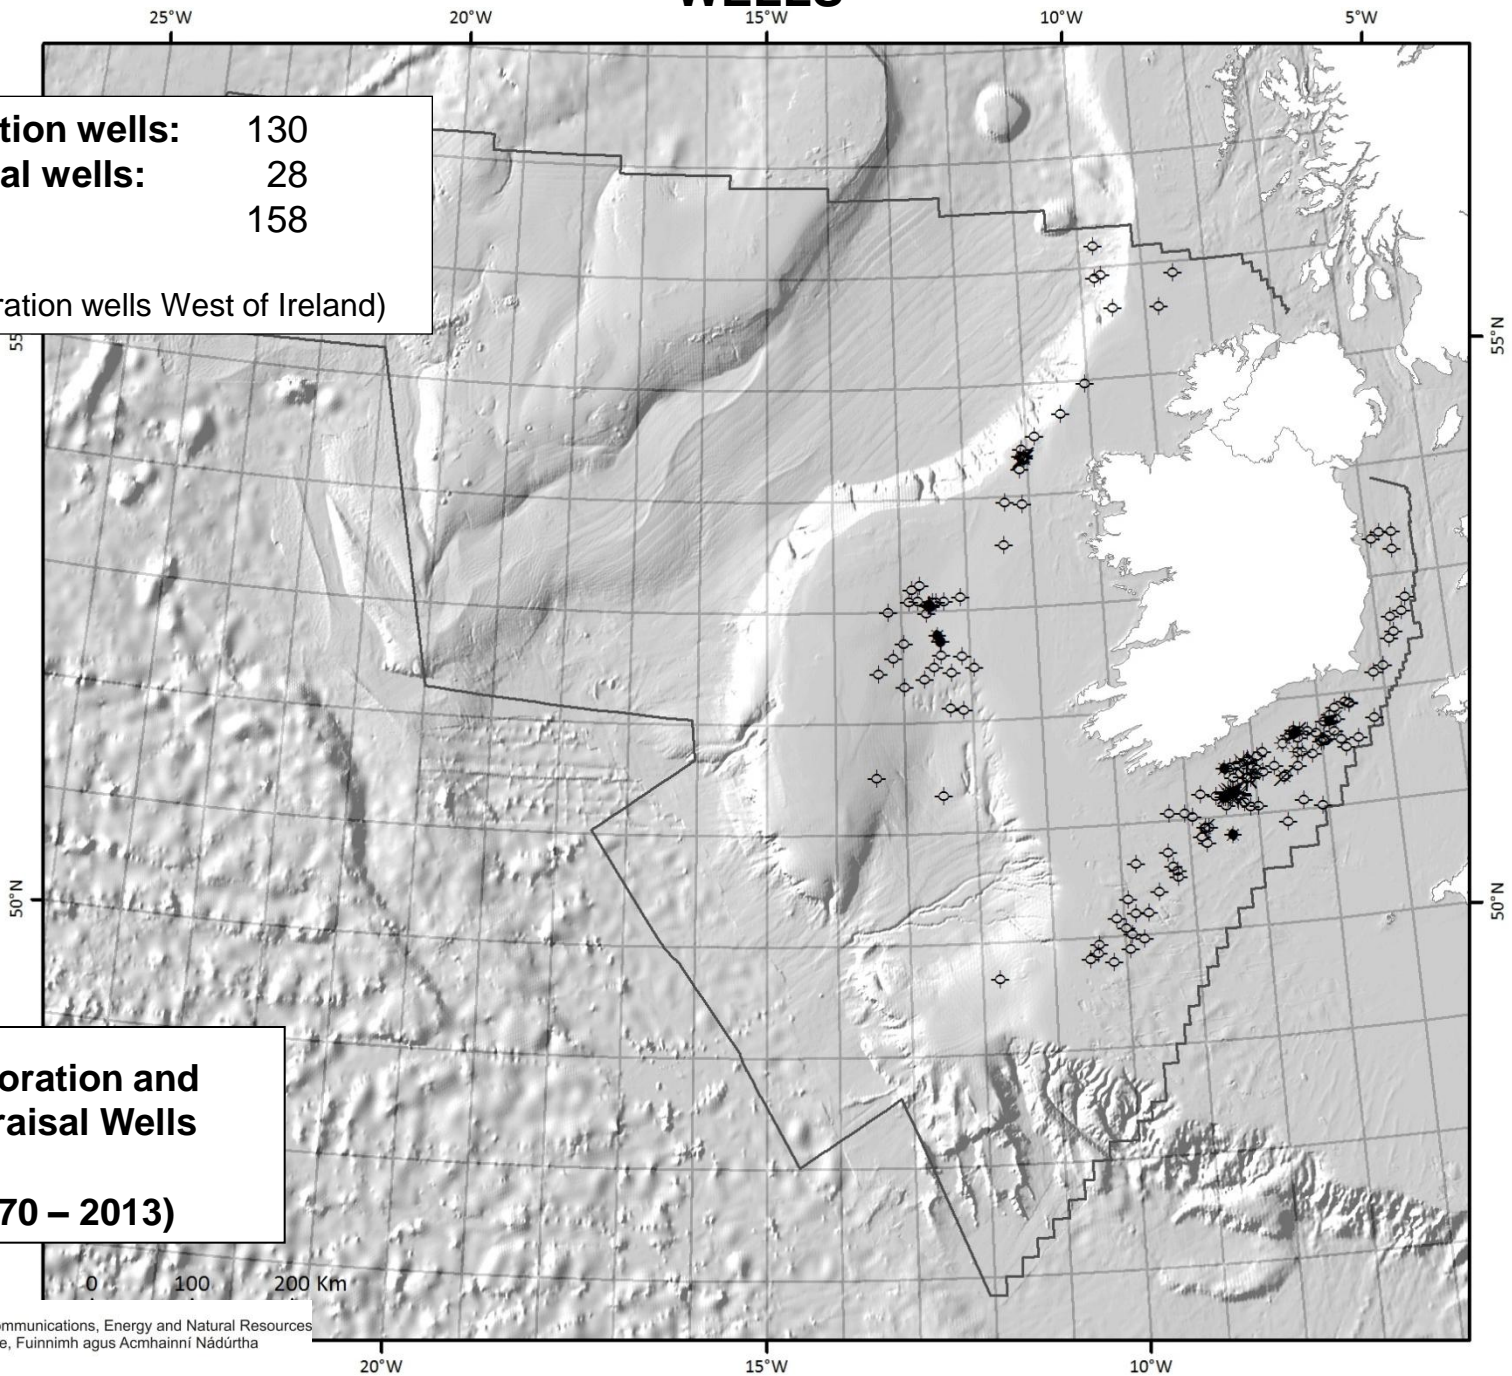 WELLS
25°W 20°W 15°W 10°W 5°W
tion wells: 130
al wells: 28
158
ration wells West of Ireland)
55°N
50°N
50°N
oration and
raisal Wells
70 – 2013)
0 100 200 Km
mmunications, Energy and Natural Resources
e, Fuinnimh agus Acmhainní Nádúrtha
20°W 15°W 10°W